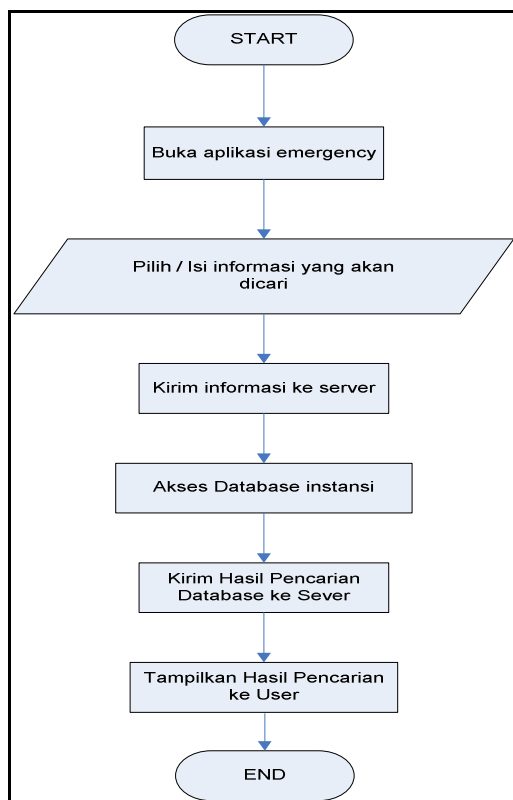 START
Buka aplikasi emergency
Pilih / Isi informasi yang akan
dicari
Kirim informasi ke server
Akses Database instansi
Kirim Hasil Pencarian
Database ke Sever
Tampilkan Hasil Pencarian
ke User
END